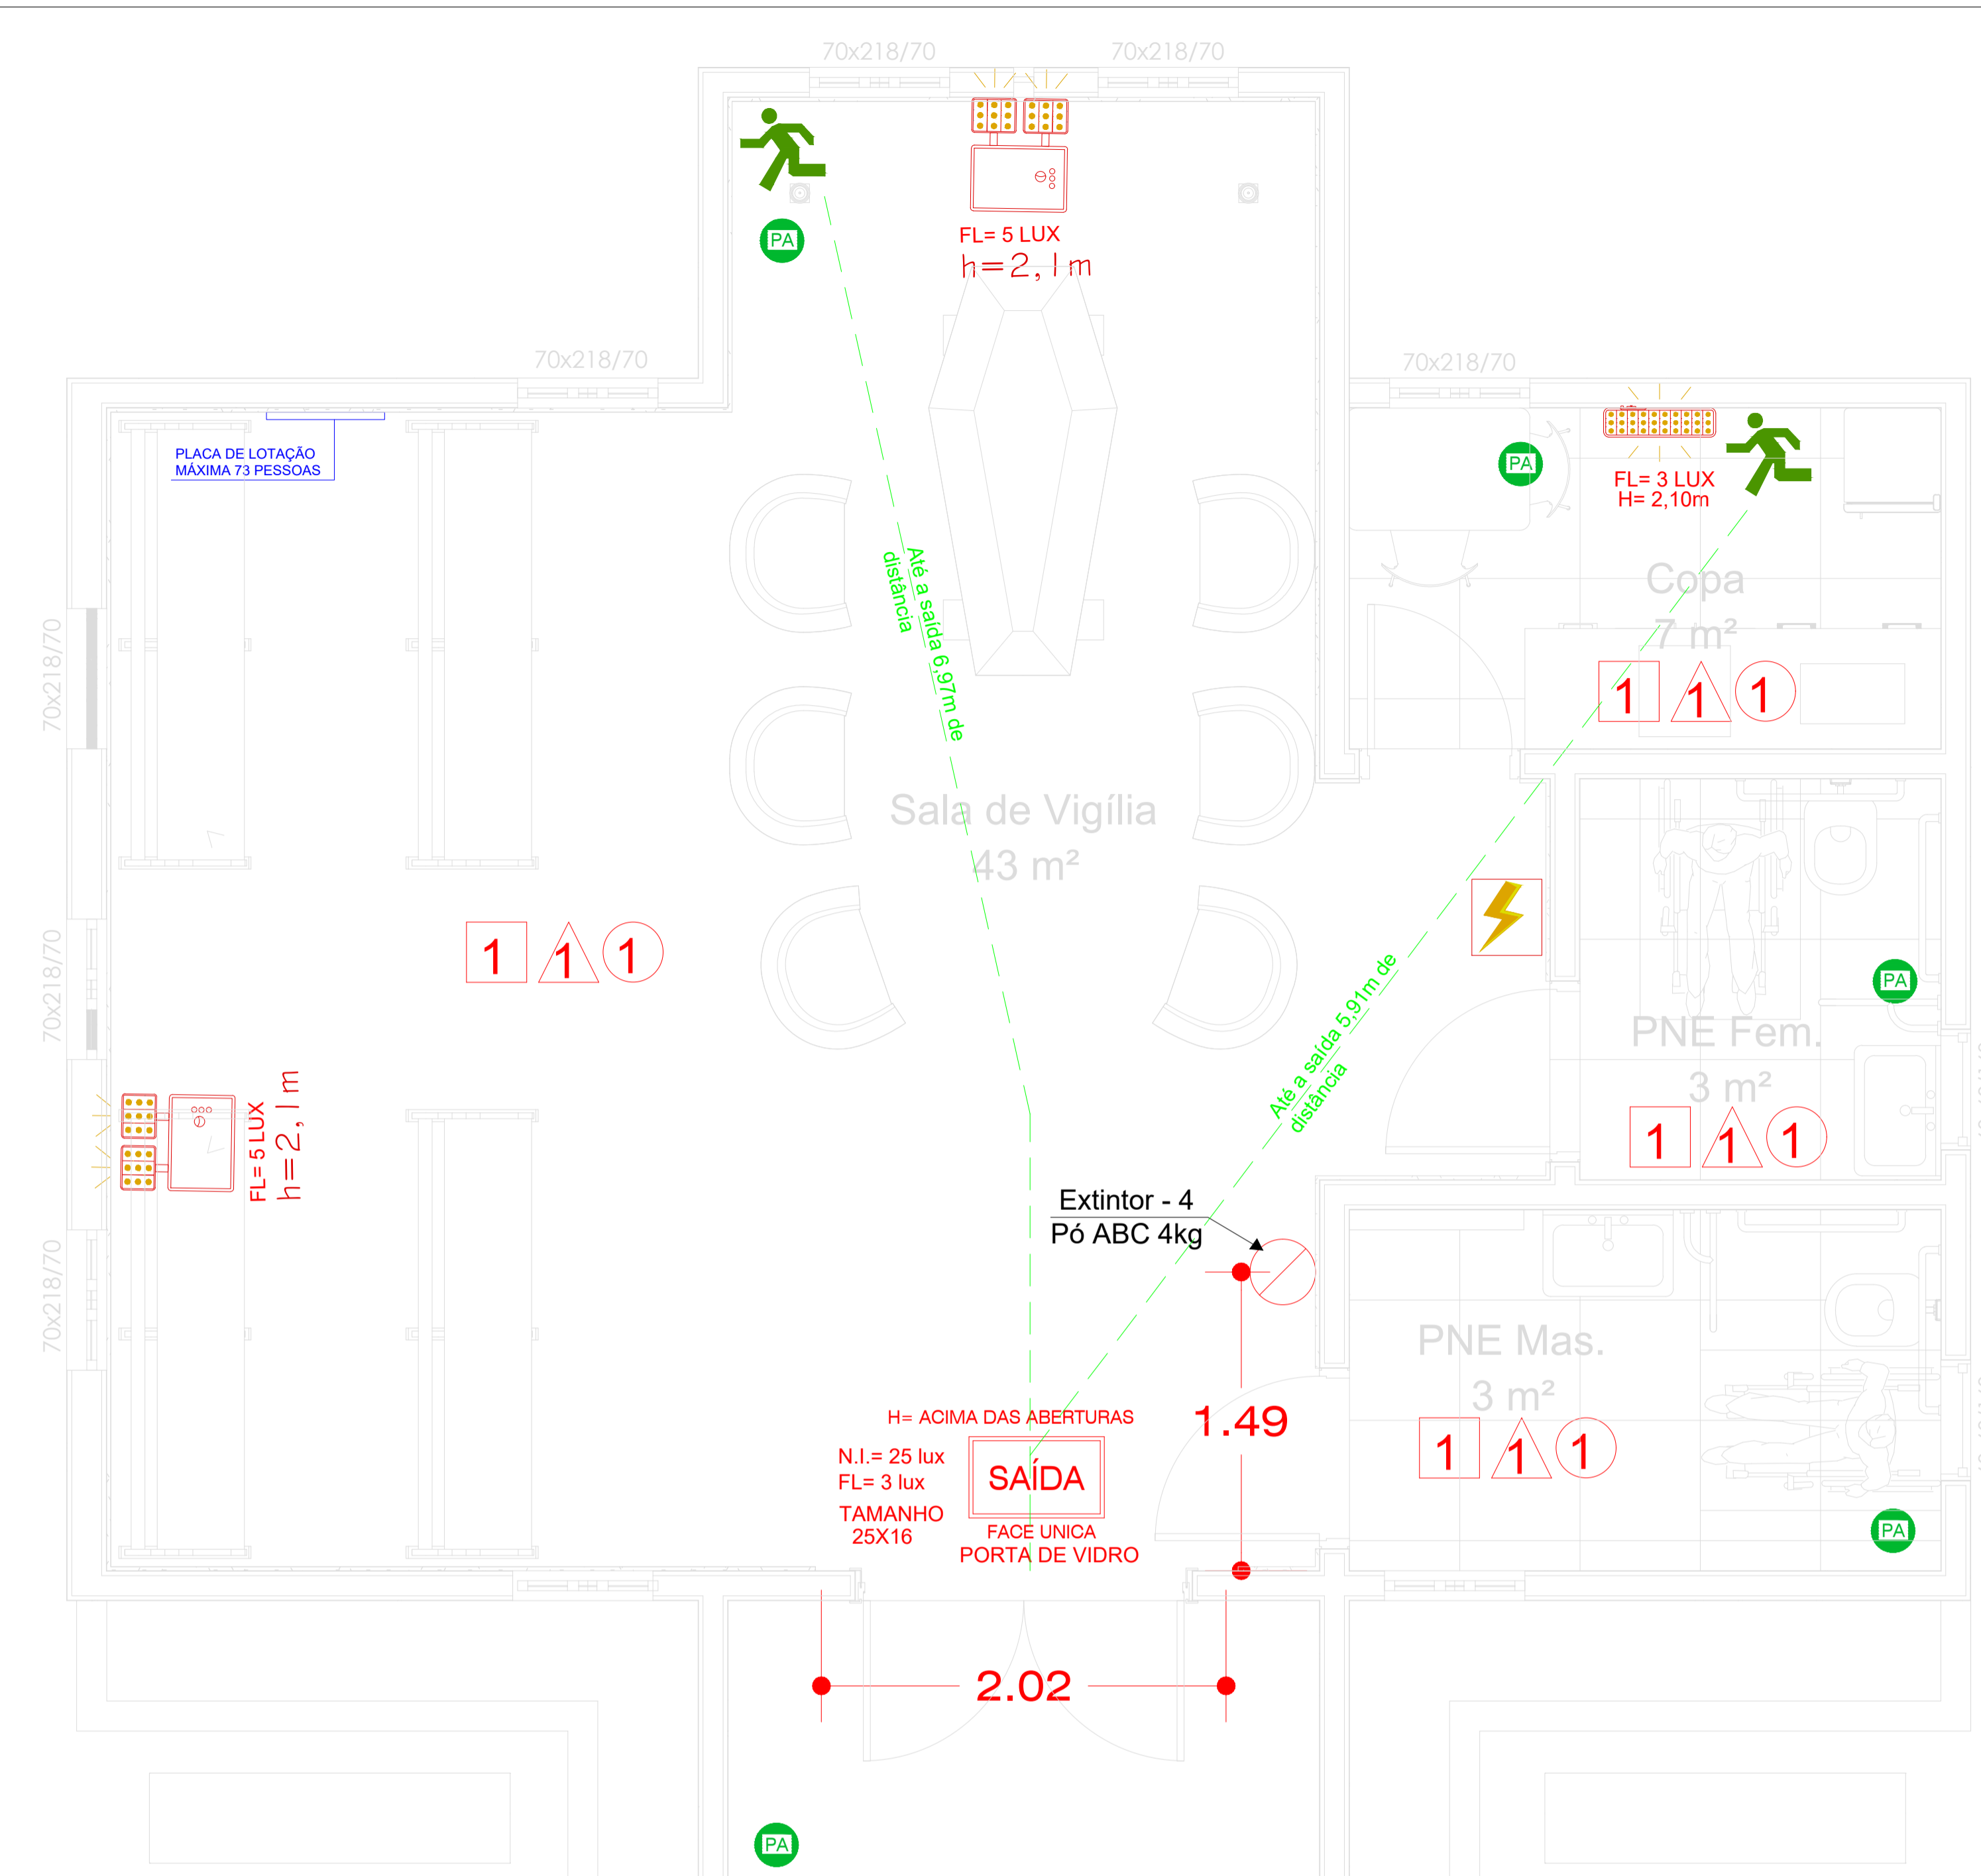 70x218/70
70x218/70
PA
FL= 5 LUX
h=2,1m
70x218/70
70x218/70
PLACA DE LOTAÇÃO
MÁXIMA 73 PESSOAS
PA
FL= 3 LUX
H= 2,10m
Até a saída 6,97m de
distância
Copa
7 m²
1 1 1
70x218/70
Sala de Vigília
43 m²
1 1 1
70x218/70
PA
PNE Fem.
3 m²
1 1 1
Até a saída 5,91m de
distância
FL= 5 LUX
h=2,1m
Extintor - 4
Pó ABC 4kg
70x218/70
PNE Mas.
3 m²
1 1 1
H= ACIMA DAS ABERTURAS
1.49
N.I.= 25 lux
FL= 3 lux
SAÍDA
TAMANHO
25X16
FACE UNICA
PORTA DE VIDRO
PA
2.02
PA